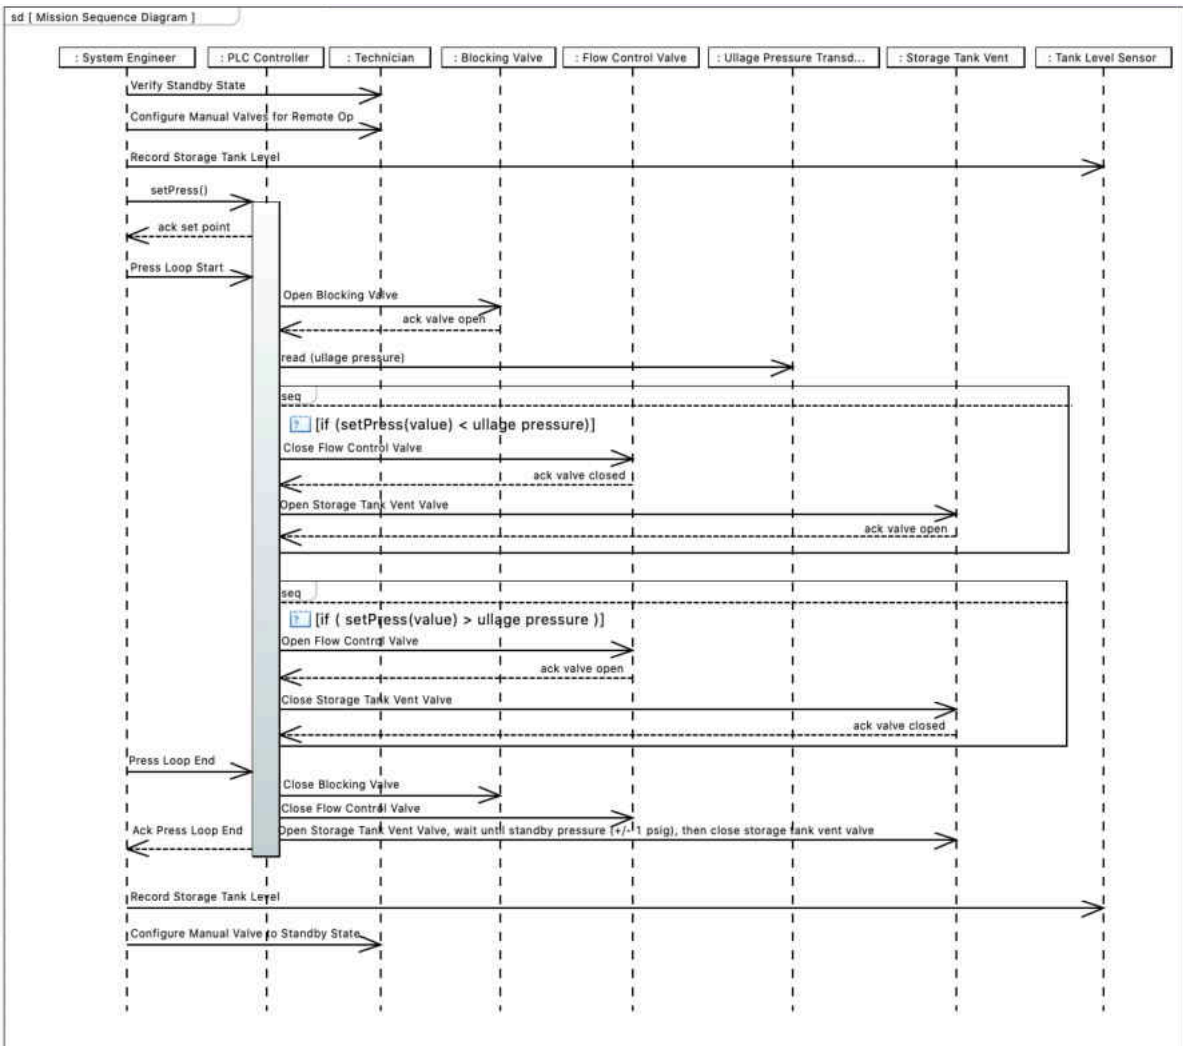 sd [ Mission Sequence Diagram ]
: System Engineer
: PLC Controller
: Technician
: Blocking Valve
: Flow Control Valve
: Ullage Pressure Transd...
: Storage Tank Vent
: Tank Level Sensor
Verify Standby State
Configure Manual Valves for Remote Op
Record Storage Tank Level
setPress()
ack set point
Press Loop Start
Open Blocking Valve
ack valve open
read (ullage pressure)
seq
? [if (setPress(value) < ullage pressure)]
Close Flow Control Valve
ack valve closed
Open Storage Tank Vent Valve
ack valve open
seq
? [if ( setPress(value) > ullage pressure )]
Open Flow Control Valve
ack valve open
Close Storage Tank Vent Valve
ack valve closed
Press Loop End
Close Blocking Valve
Close Flow Control Valve
Ack Press Loop End
Open Storage Tank Vent Valve, wait until standby pressure (+/- 1 psig), then close storage tank vent valve
Record Storage Tank Level
Configure Manual Valve to Standby State